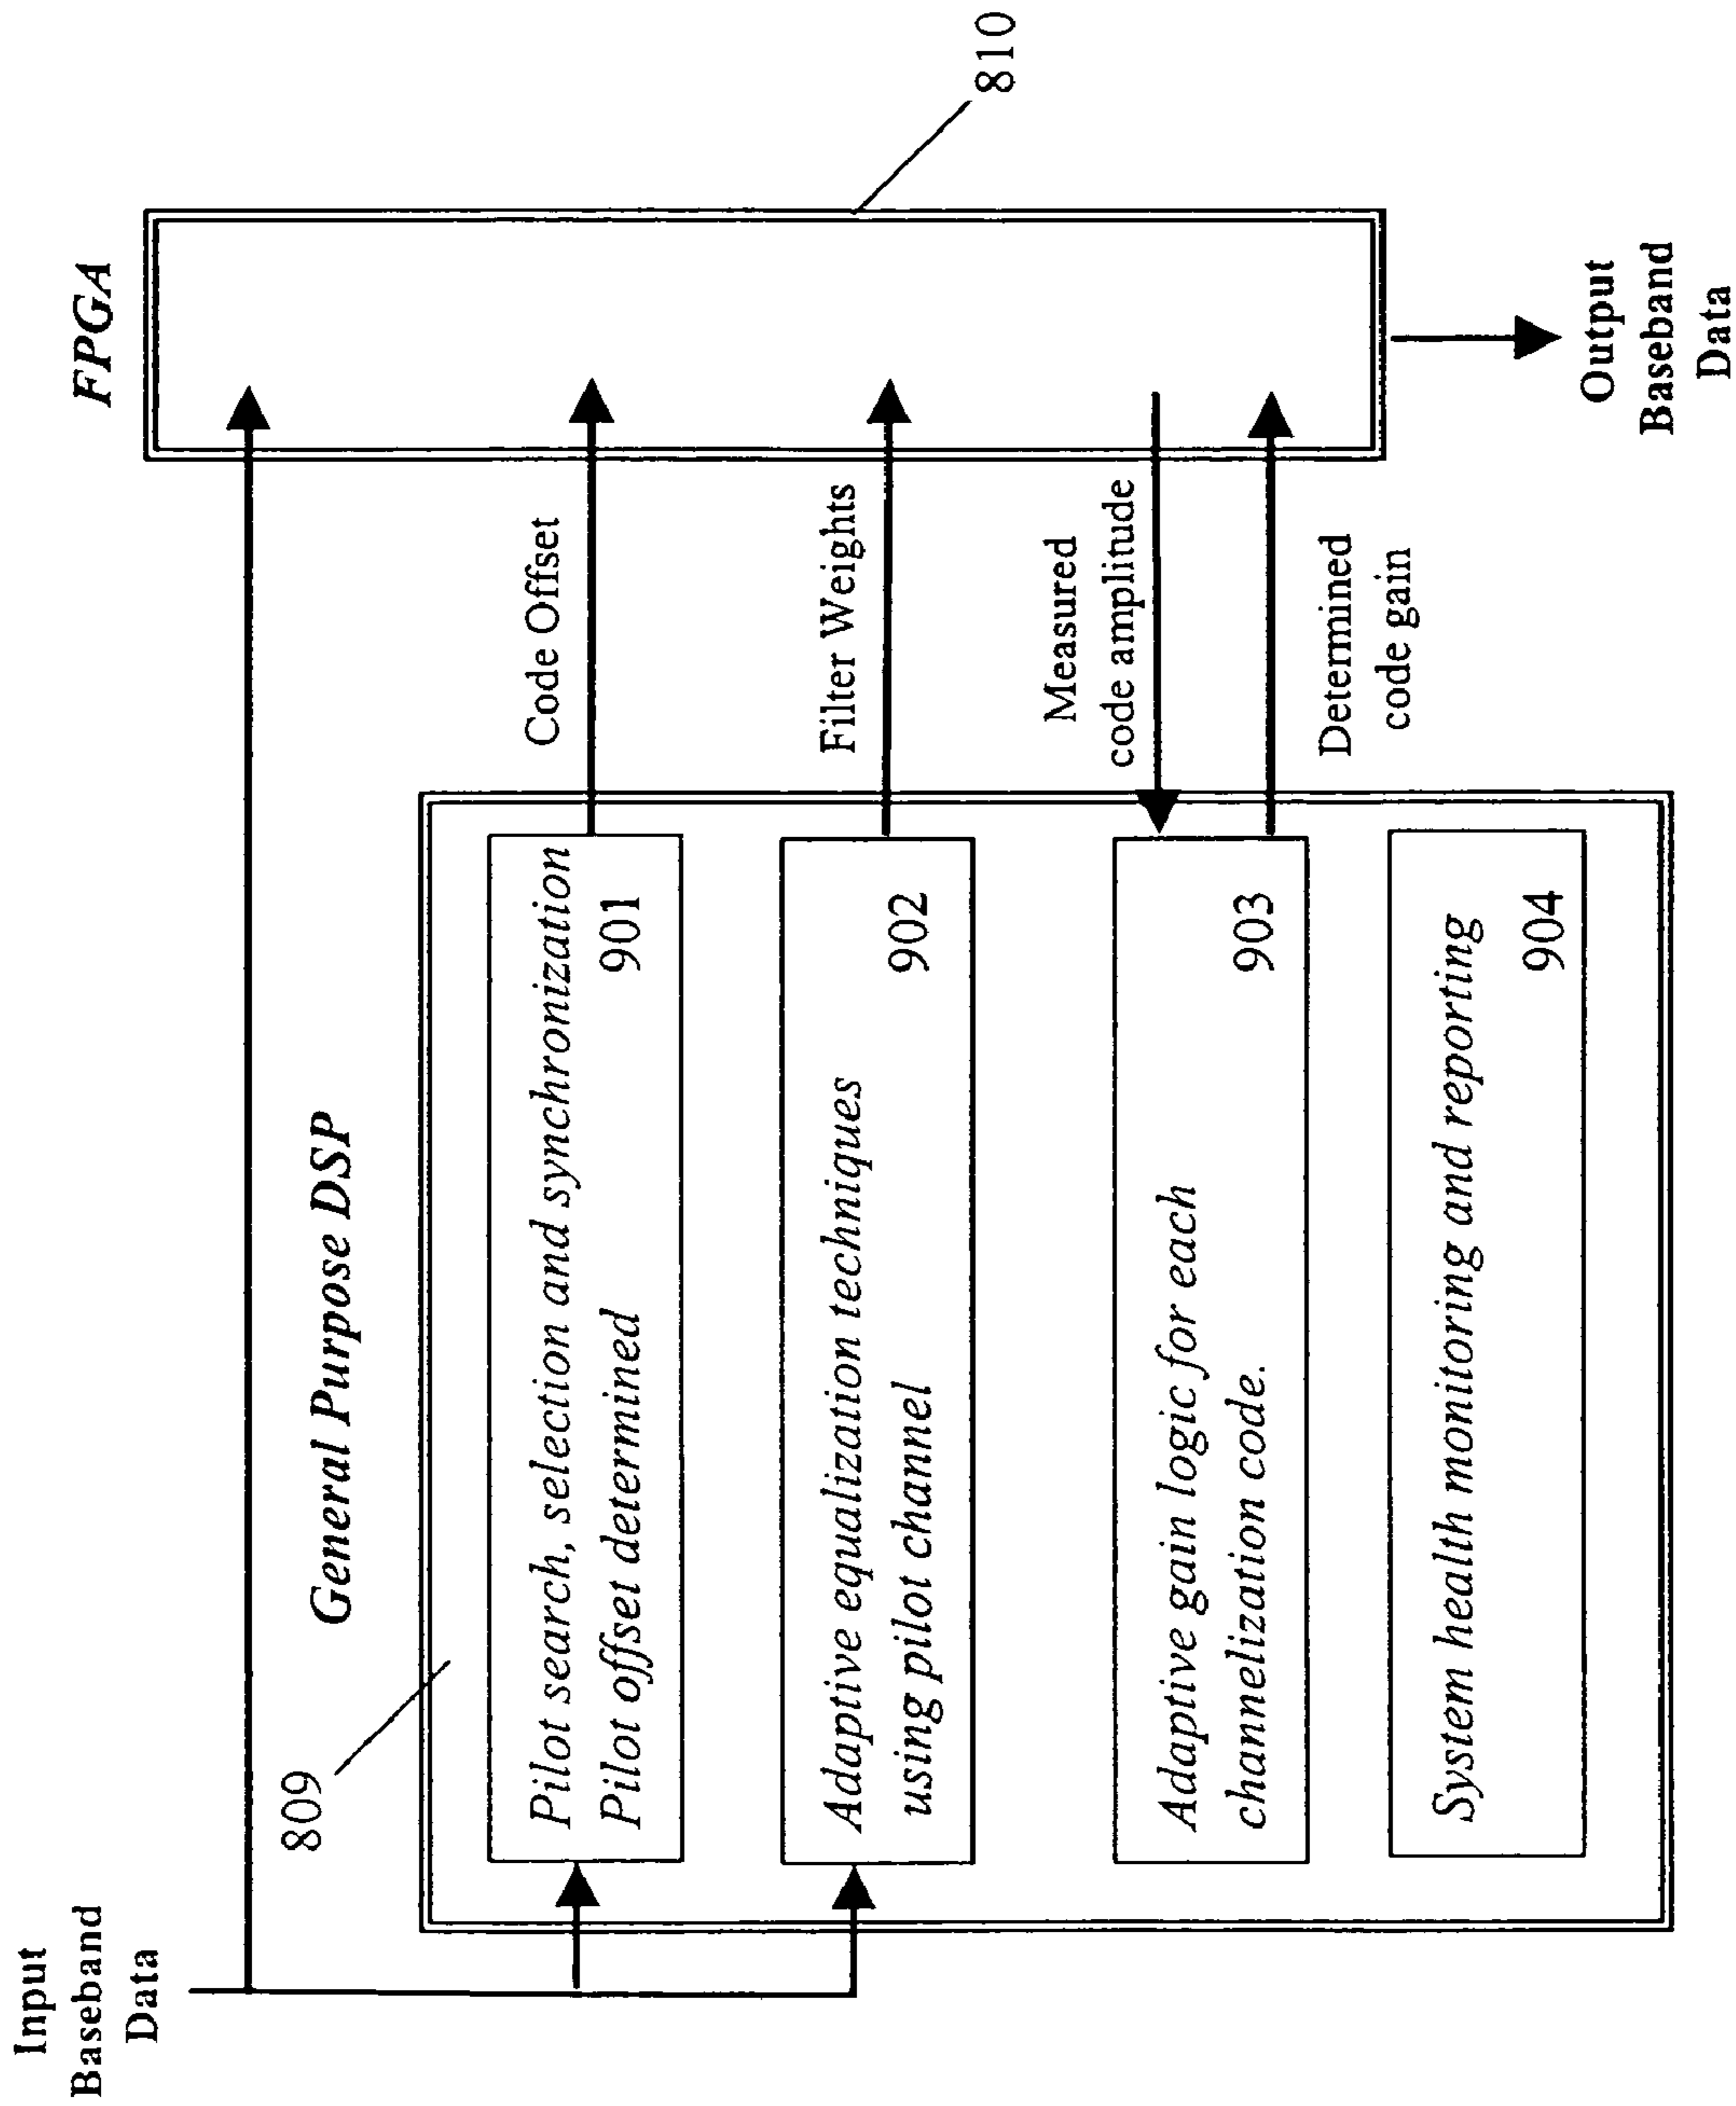 Input
Baseband
Data
809
General Purpose DSP
FPGA
810
Pilot search, selection and synchronization
Pilot offset determined
901
Code Offset
Adaptive equalization techniques
using pilot channel
902
Filter Weights
Adaptive gain logic for each
channelization code.
903
Measured
code amplitude
Determined
code gain
System health monitoring and reporting
904
Output
Baseband
Data